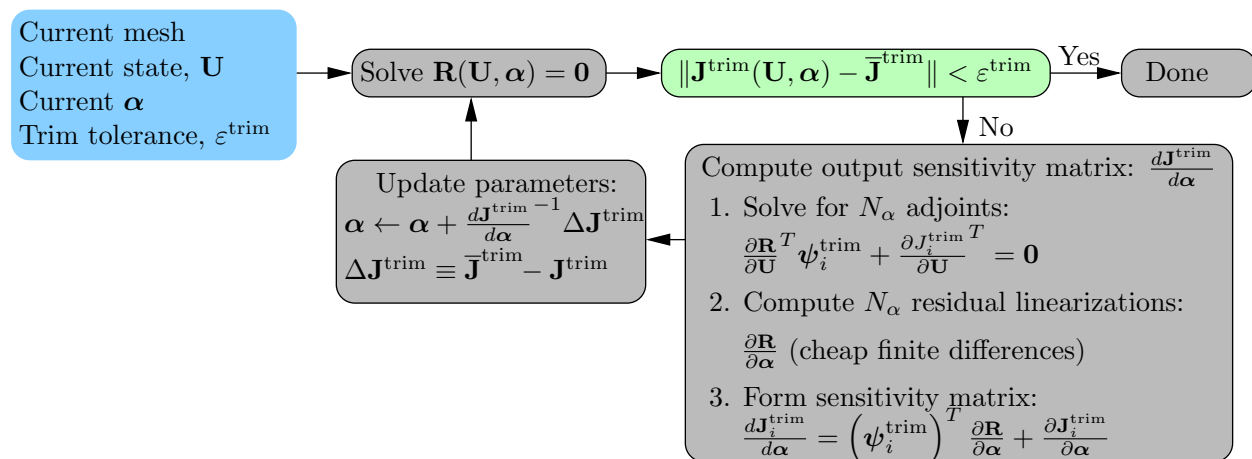 Current mesh
Current state, U
Current α
Trim tolerance, ε^trim
Solve R(U, α) = 0
‖J^trim(U, α) − J̅^trim‖ < ε^trim
Yes
Done
No
Compute output sensitivity matrix: dJ^trim/dα
1. Solve for N_α adjoints:
∂R/∂U^T ψ_i^trim + ∂J_i^trim/∂U^T = 0
2. Compute N_α residual linearizations:
∂R/∂α (cheap finite differences)
3. Form sensitivity matrix:
dJ_i^trim/dα = (ψ_i^trim)^T ∂R/∂α + ∂J_i^trim/∂α
Update parameters:
α ← α + dJ^trim/dα^−1 ΔJ^trim
ΔJ^trim ≡ J̅^trim − J^trim